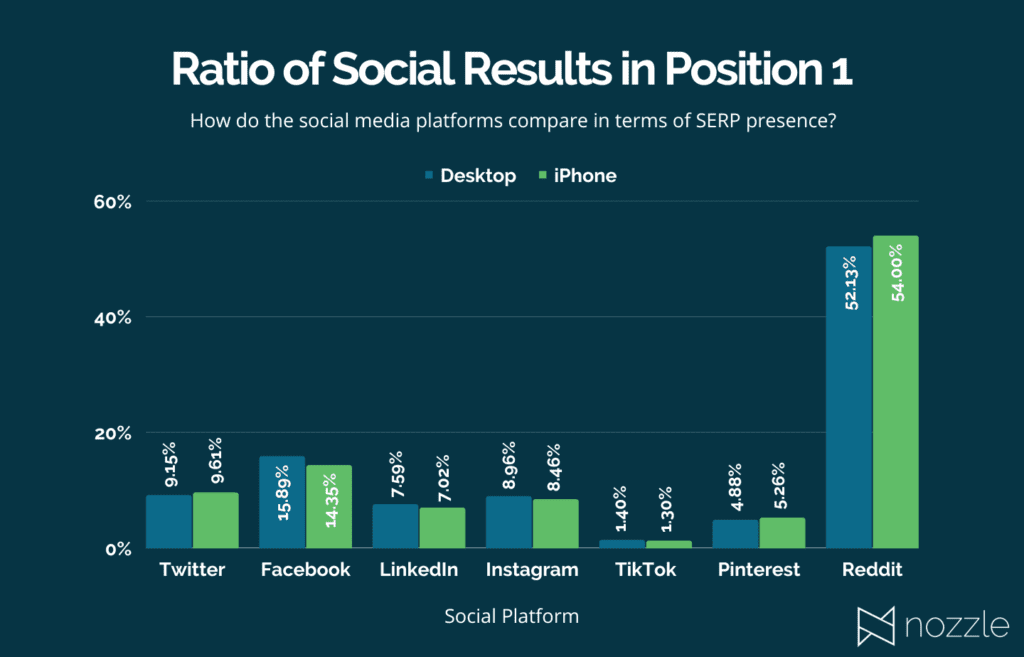 Ratio of Social Results in Position 1
How do the social media platforms compare in terms of SERP presence?
Desktop iPhone
60%
40%
20%
0%
9.15% 9.61% 15.89% 14.35% 7.59% 7.02% 8.96% 8.46% 1.40% 1.30% 4.88% 5.26% 52.13% 54.00%
Twitter Facebook LinkedIn Instagram TikTok Pinterest Reddit
Social Platform
nozzle